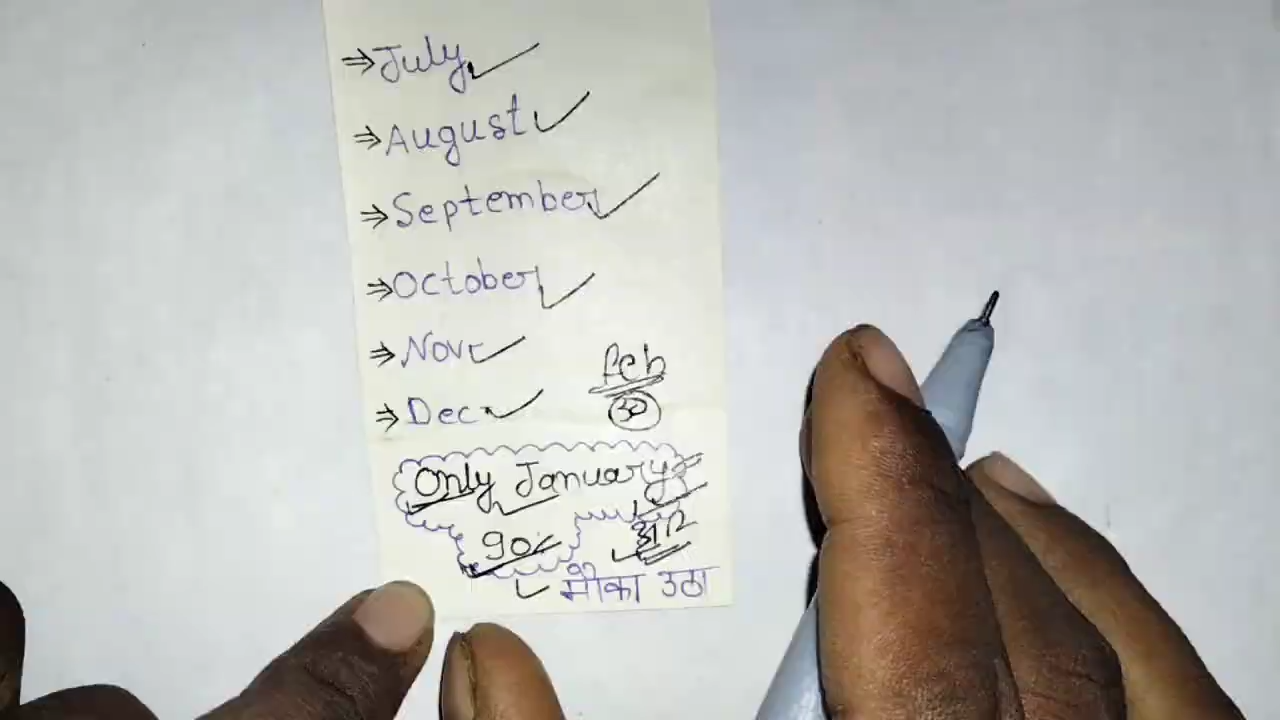 ⇒July ✓
⇒August ✓
⇒September ✓
⇒October ✓
⇒Nov ✓
⇒Dec ✓
Feb
30
Only January
90%
✓ मौका उठा